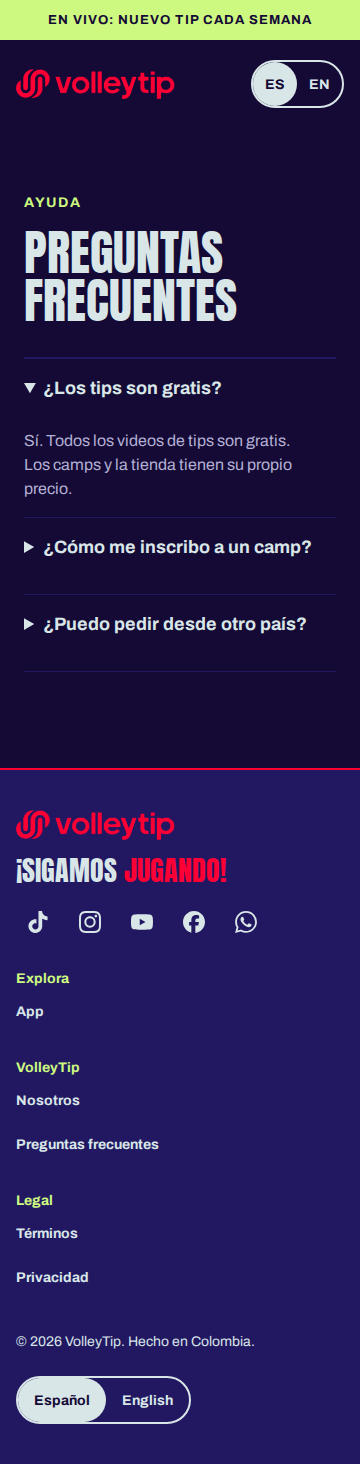 EN VIVO: NUEVO TIP CADA SEMANA
volleytip
ES EN
AYUDA
PREGUNTAS
FRECUENTES
¿Los tips son gratis?
Sí. Todos los videos de tips son gratis.
Los camps y la tienda tienen su propio
precio.
¿Cómo me inscribo a un camp?
¿Puedo pedir desde otro país?
volleytip
¡SIGAMOS JUGANDO!
Explora
App
VolleyTip
Nosotros
Preguntas frecuentes
Legal
Términos
Privacidad
© 2026 VolleyTip. Hecho en Colombia.
Español English